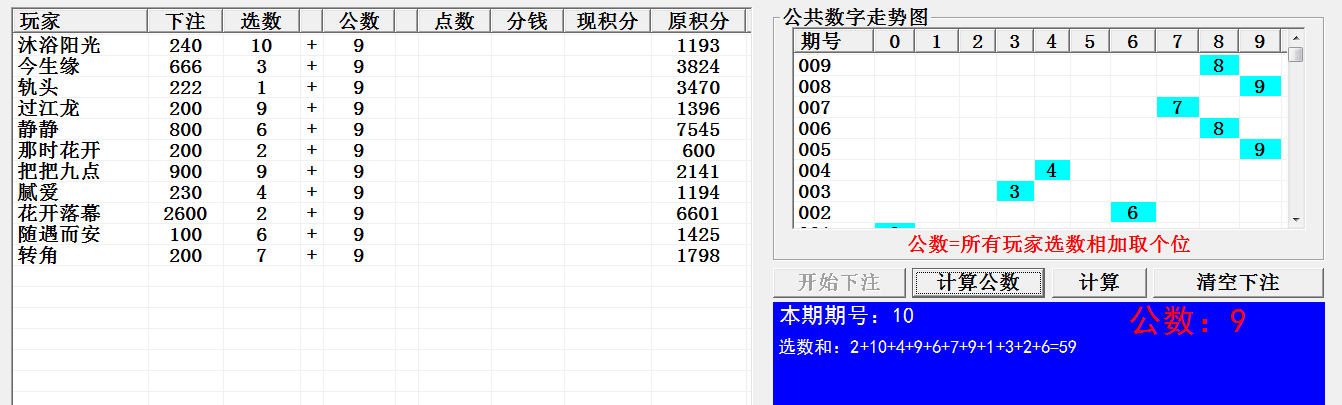 玩家 下注 选数 公数 点数 分钱 现积分 原积分
沐浴阳光 240 10 + 9 1193
今生缘 666 3 + 9 3824
轨头 222 1 + 9 3470
过江龙 200 9 + 9 1396
静静 800 6 + 9 7545
那时花开 200 2 + 9 600
把把九点 900 9 + 9 2141
腻爱 230 4 + 9 1194
花开落幕 2600 2 + 9 6601
随遇而安 100 6 + 9 1425
转角 200 7 + 9 1798
公共数字走势图
期号 0 1 2 3 4 5 6 7 8 9
009 8
008 9
007 7
006 8
005 9
004 4
003 3
002 6
公数=所有玩家选数相加取个位
开始下注 计算公数 计算 清空下注
本期期号：10 公数：9
选数和：2+10+4+9+6+7+9+1+3+2+6=59